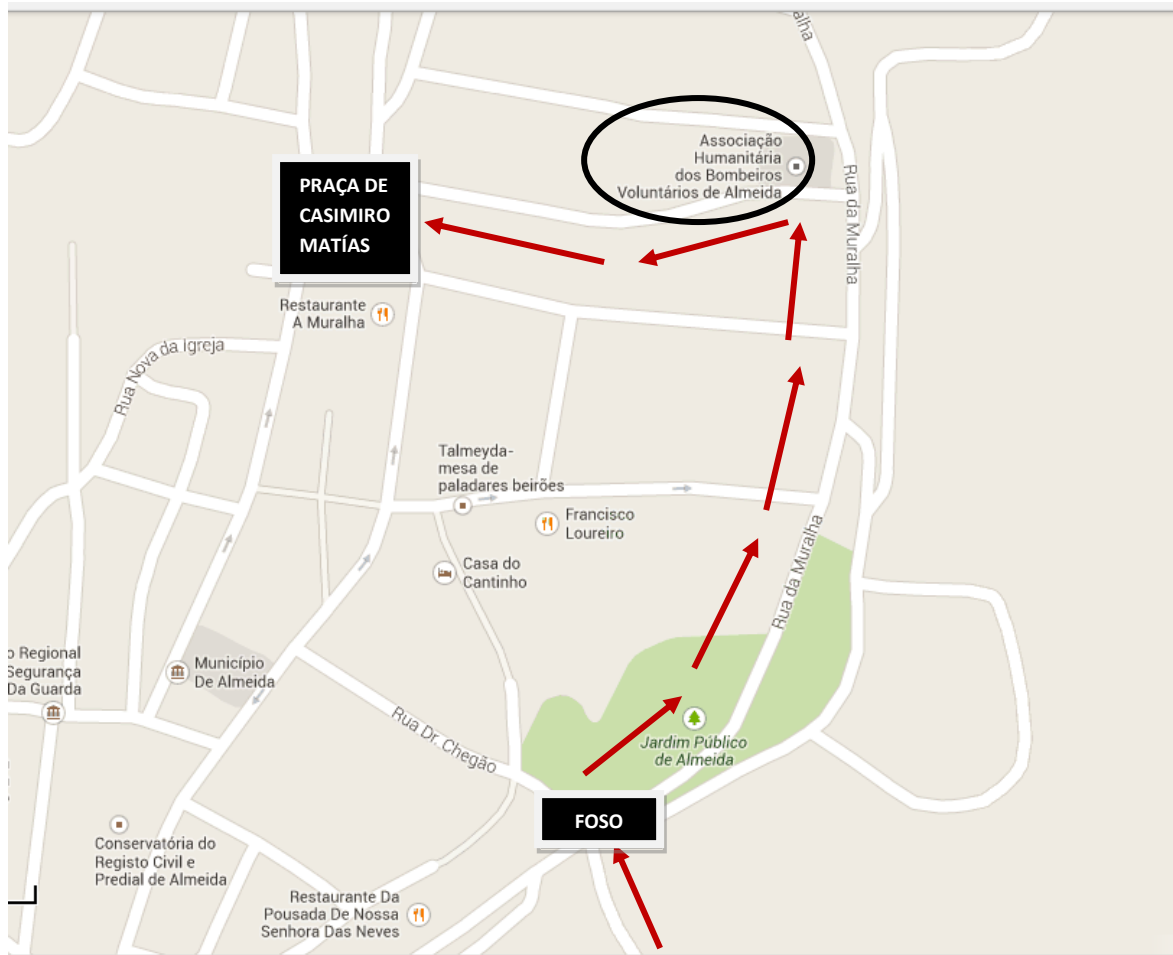 alha
Associação
Humanitária
dos Bombeiros
Voluntários de Almeida
Rua da Muralha
PRAÇA DE
CASIMIRO
MATÍAS
Restaurante
A Muralha
Rua Nova da Igreja
Talmeyda-
mesa de
paladares beirões
Francisco
Loureiro
Casa do
Cantinho
Rua da Muralha
o Regional
Segurança
Da Guarda
Município
De Almeida
Rua Dr. Chegão
Jardim Público
de Almeida
FOSO
Conservatória do
Registo Civil e
Predial de Almeida
Restaurante Da
Pousada De Nossa
Senhora Das Neves